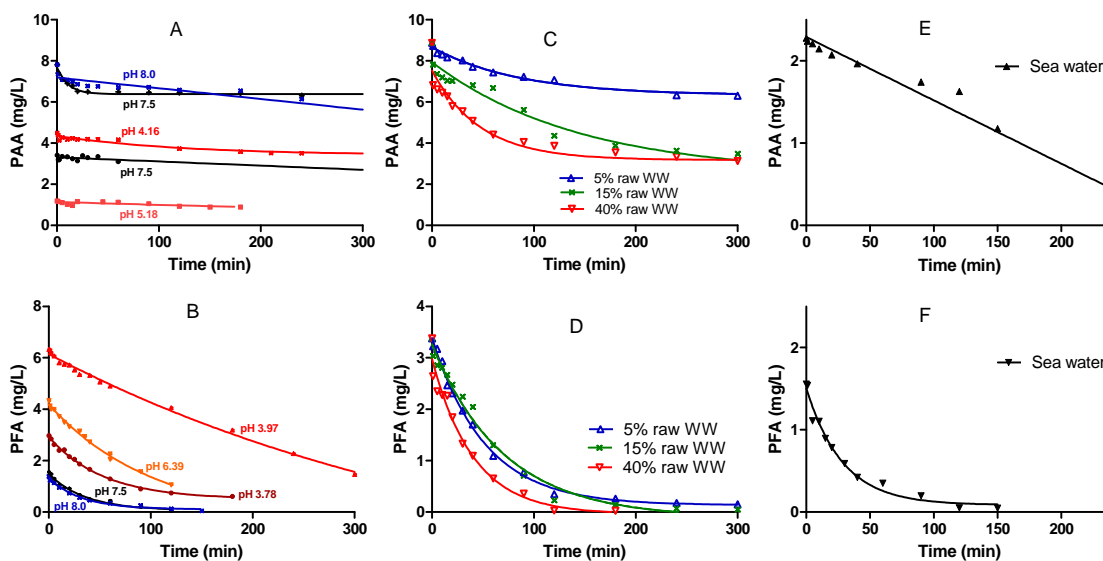 A
PAA (mg/L)
10
8
6
4
2
0
pH 8.0
pH 7.5
pH 4.16
pH 7.5
pH 5.18
0
100
200
300
Time (min)
C
PAA (mg/L)
10
8
6
4
2
0
5% raw WW
15% raw WW
40% raw WW
0
100
200
300
Time (min)
E
PAA (mg/L)
2
1
0
Sea water
0
50
100
150
200
Time (min)
B
PFA (mg/L)
8
6
4
2
0
pH 3.97
pH 6.39
pH 7.5
pH 3.78
pH 8.0
0
100
200
300
Time (min)
D
PFA (mg/L)
4
3
2
1
0
5% raw WW
15% raw WW
40% raw WW
0
100
200
300
Time (min)
F
PFA (mg/L)
2
1
0
Sea water
0
50
100
150
200
Time (min)